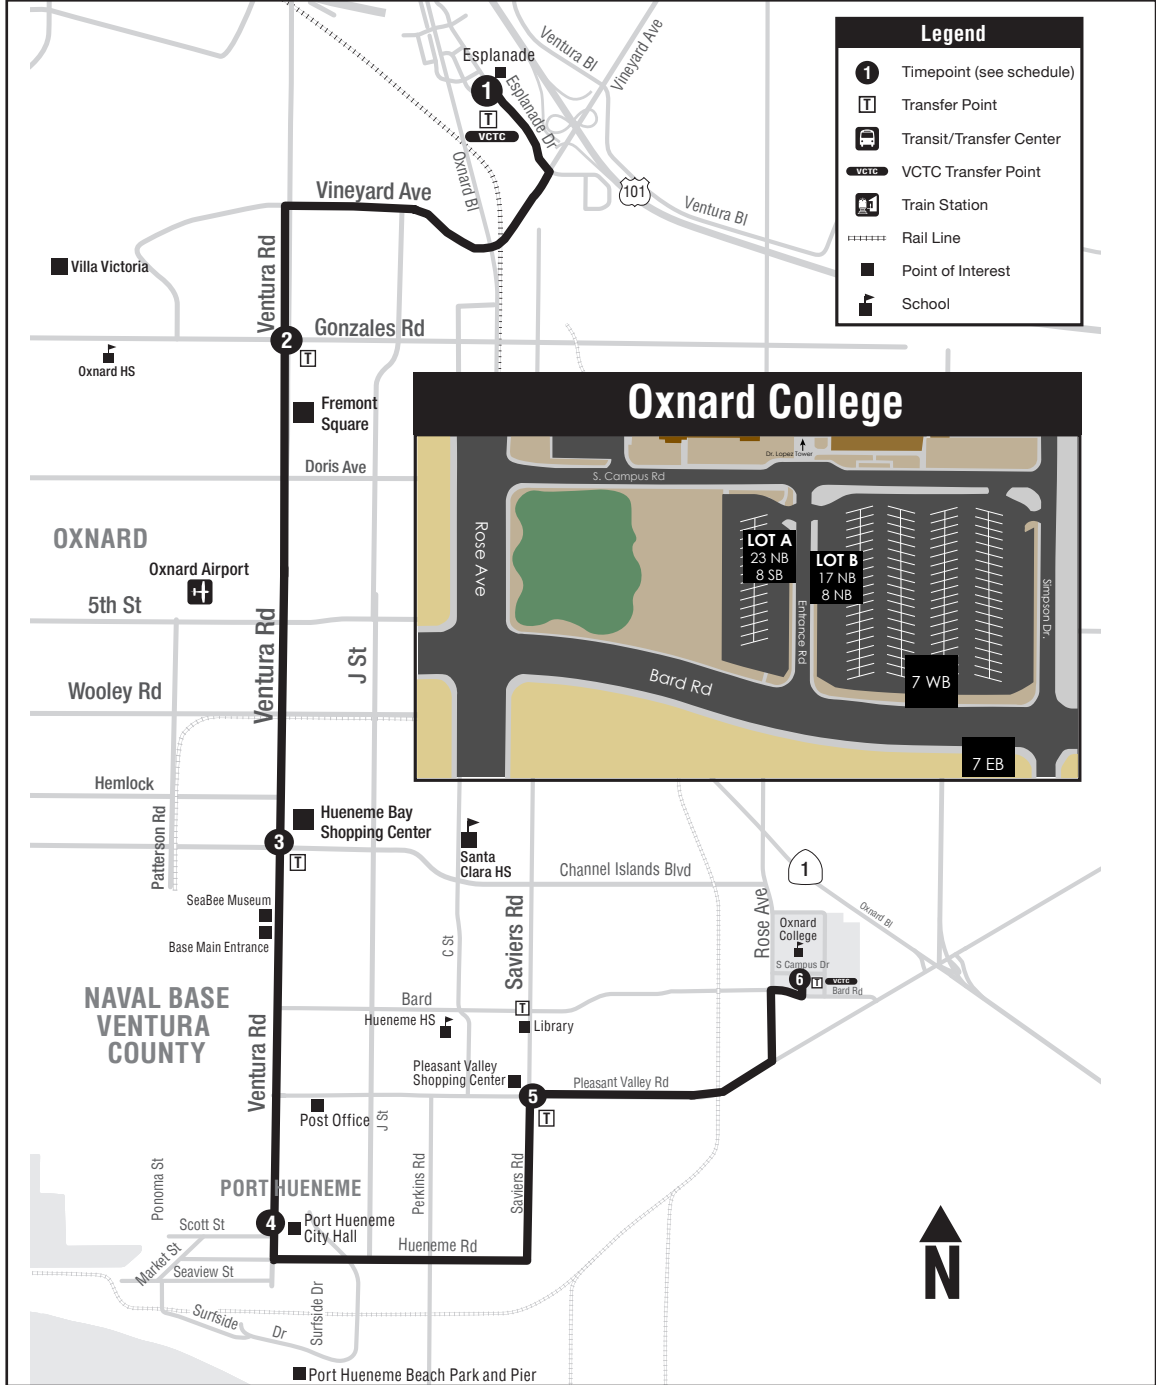 Legend
1 Timepoint (see schedule)
T Transfer Point
Transit/Transfer Center
VCTC VCTC Transfer Point
Train Station
Rail Line
Point of Interest
School
Ventura Bl
Vineyard Ave
Esplanade
1
Esplanade Dr
T
VCTC
Oxnard Bl
101
Ventura Bl
Vineyard Ave
Ventura Rd
Villa Victoria
Gonzales Rd
2
T
Oxnard HS
Fremont
Square
Doris Ave
OXNARD
Oxnard Airport
5th St
Ventura Rd
J St
Wooley Rd
Hemlock
Patterson Rd
Oxnard College
Dr. Lopez Tower
S. Campus Rd
Rose Ave
LOT A
23 NB
8 SB
LOT B
17 NB
8 NB
Entrance Rd
Simpson Dr.
Bard Rd
7 WB
7 EB
Hueneme Bay
Shopping Center
3
T
Santa
Clara HS
Channel Islands Blvd
1
Oxnard Bl
SeaBee Museum
Base Main Entrance
C St
Saviers Rd
Rose Ave
Oxnard
College
S Campus Dr
6
T
VCTC
Bard Rd
NAVAL BASE
VENTURA
COUNTY
Ventura Rd
Bard
T
Hueneme HS
Library
Pleasant Valley
Shopping Center
Pleasant Valley Rd
5
T
Post Office
J St
Perkins Rd
Saviers Rd
Ponoma St
PORT HUENEME
4
Port Hueneme
City Hall
Scott St
Hueneme Rd
Market St
Seaview St
Surfside Dr
Surfside Dr
N
Port Hueneme Beach Park and Pier